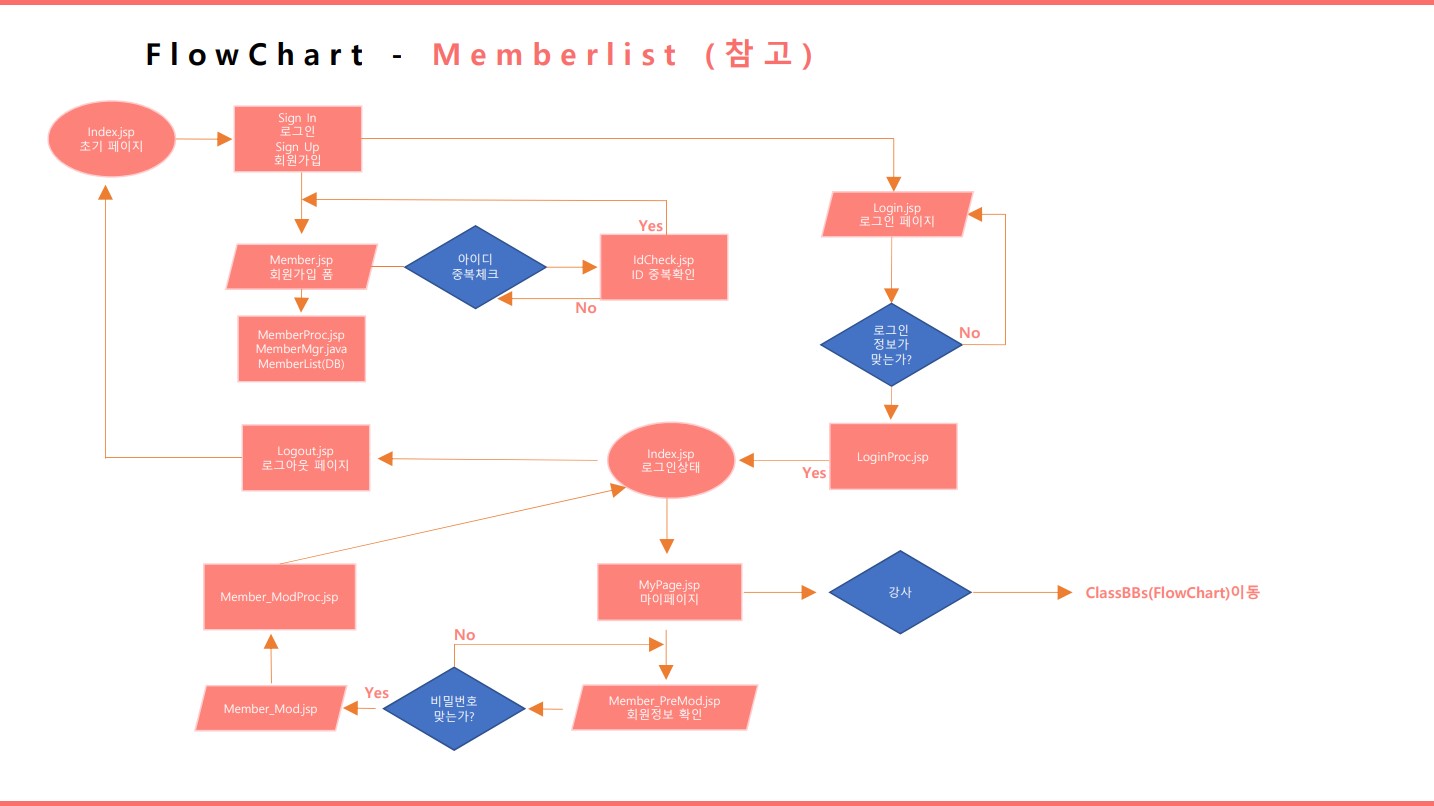 FlowChart - Memberlist (참고)
Index.jsp
초기 페이지
Sign In
로그인
Sign Up
회원가입
Login.jsp
로그인 페이지
Yes
Member.jsp
회원가입 폼
아이디
중복체크
IdCheck.jsp
ID 중복확인
No
MemberProc.jsp
MemberMgr.java
MemberList(DB)
로그인
정보가
맞는가?
No
Logout.jsp
로그아웃 페이지
Index.jsp
로그인상태
Yes
LoginProc.jsp
Member_ModProc.jsp
MyPage.jsp
마이페이지
강사
ClassBBs(FlowChart)이동
No
Member_Mod.jsp
Yes
비밀번호
맞는가?
Member_PreMod.jsp
회원정보 확인